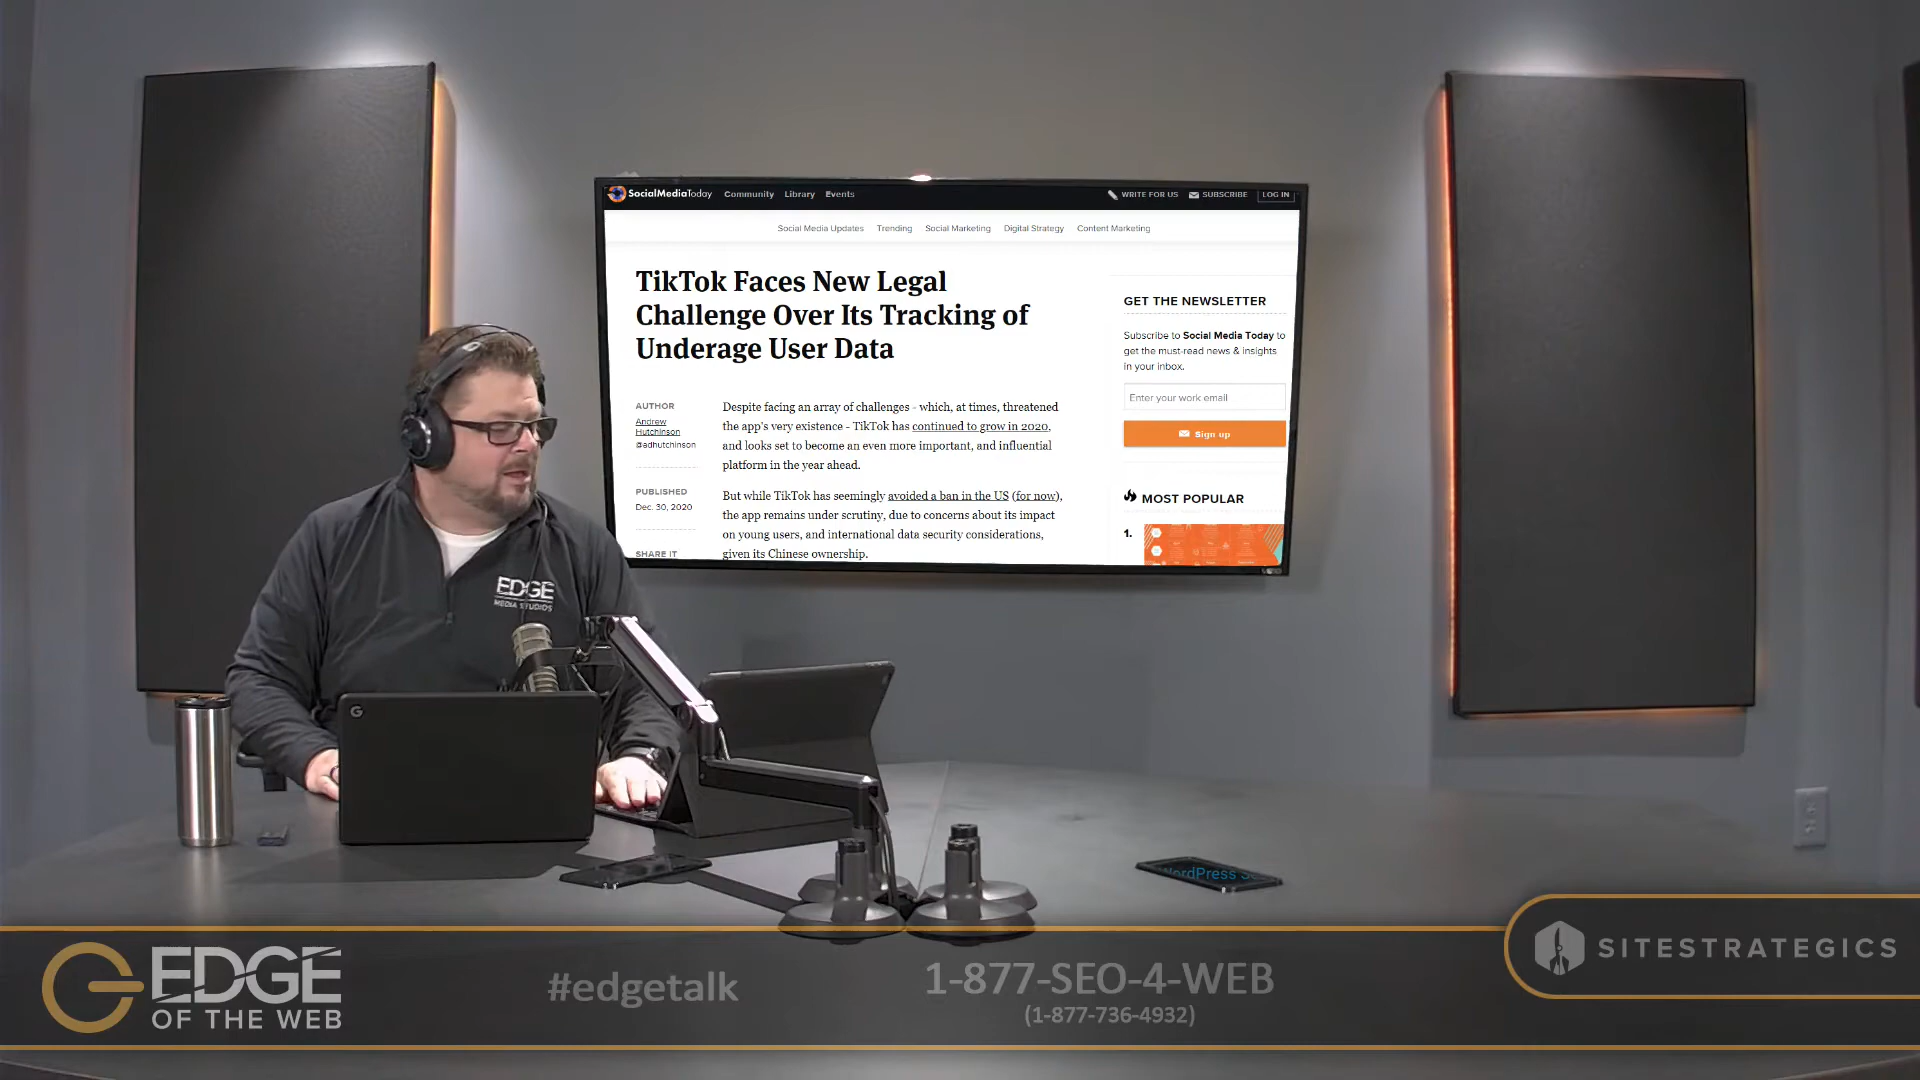 SocialMediaToday Community Library Events WRITE FOR US SUBSCRIBE LOG IN
Social Media Updates Trending Social Marketing Digital Strategy Content Marketing
TikTok Faces New Legal
Challenge Over Its Tracking of
Underage User Data
AUTHOR
Andrew
Hutchinson
@adhutchinson
PUBLISHED
Dec. 30, 2020
SHARE IT
Despite facing an array of challenges - which, at times, threatened
the app's very existence - TikTok has continued to grow in 2020,
and looks set to become an even more important, and influential
platform in the year ahead.
But while TikTok has seemingly avoided a ban in the US (for now),
the app remains under scrutiny, due to concerns about its impact
on young users, and international data security considerations,
given its Chinese ownership.
GET THE NEWSLETTER
Subscribe to Social Media Today to
get the must-read news & insights
in your inbox.
Enter your work email
Sign up
MOST POPULAR
1.
EDGE
MEDIA STUDIOS
G
EDGE
OF THE WEB
#edgetalk
1-877-SEO-4-WEB
(1-877-736-4932)
SITESTRATEGICS